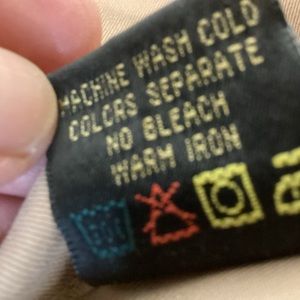 MACHINE WASH COLD
COLORS SEPARATE
NO BLEACH
WARM IRON